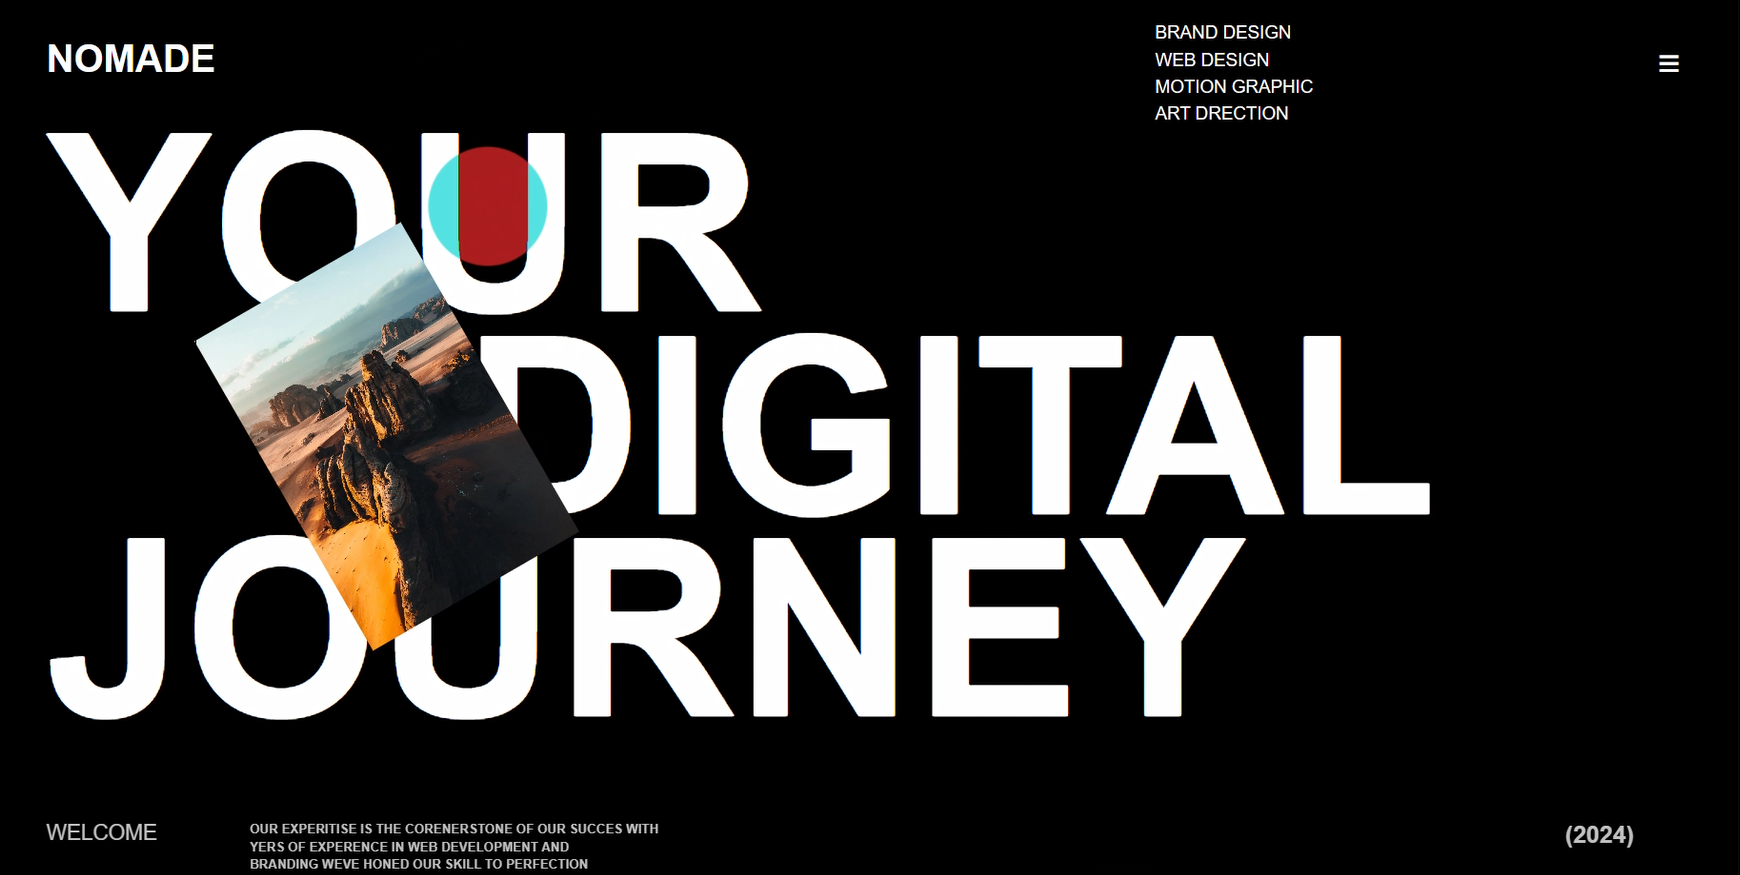 NOMADE
BRAND DESIGN
WEB DESIGN
MOTION GRAPHIC
ART DRECTION
YOUR
DIGITAL
JOURNEY
WELCOME
OUR EXPERITISE IS THE CORENERSTONE OF OUR SUCCES WITH
YERS OF EXPERENCE IN WEB DEVELOPMENT AND
BRANDING WEVE HONED OUR SKILL TO PERFECTION
(2024)